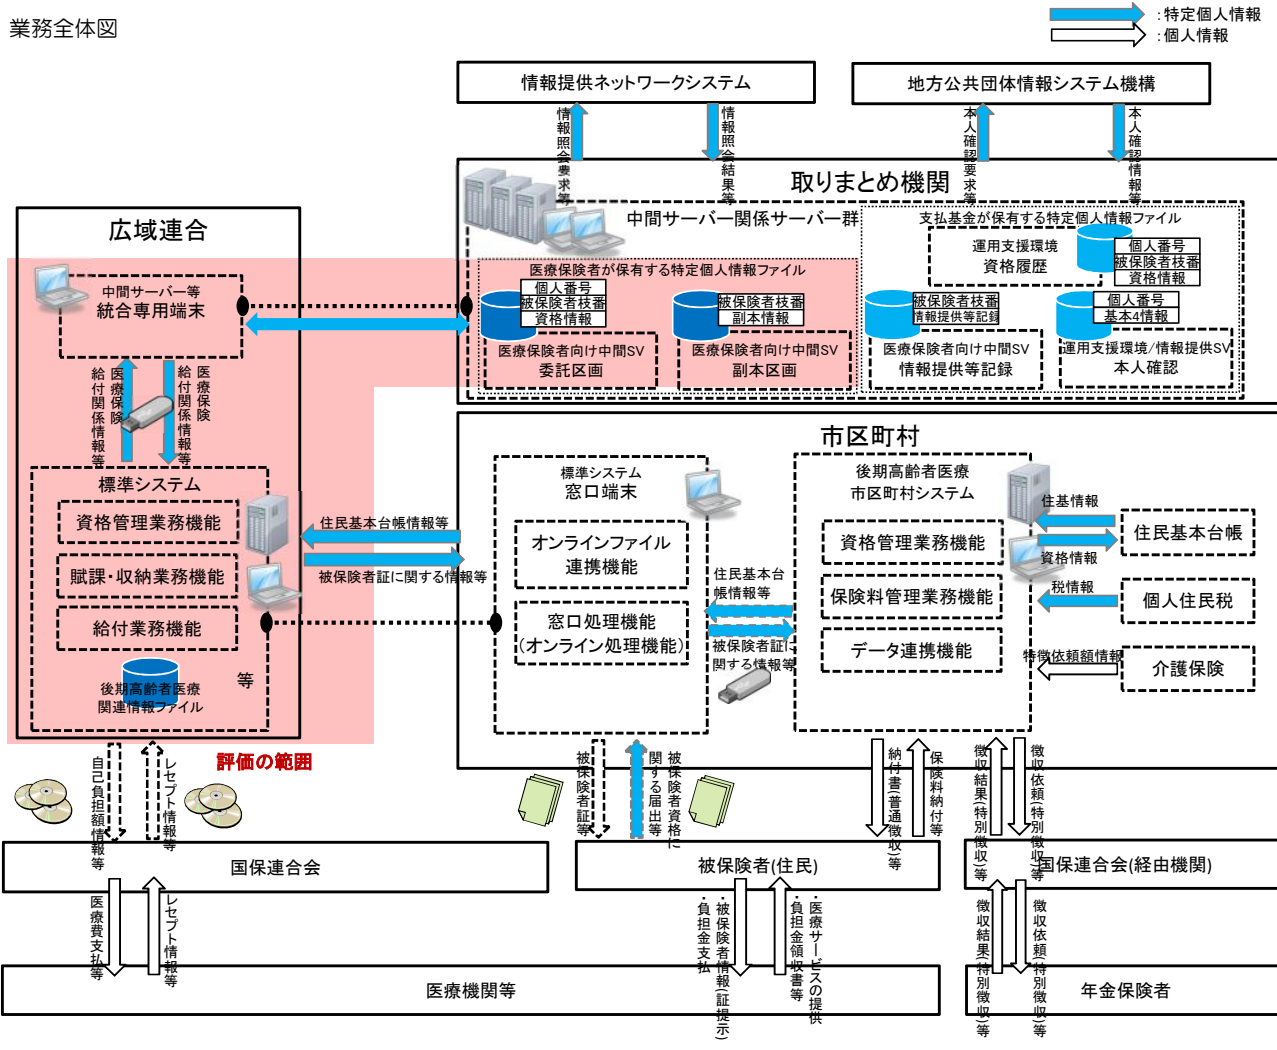 業務全体図
：特定個人情報
：個人情報
情報提供ネットワークシステム
地方公共団体情報システム機構
情報照会要求等
情報照会結果等
本人確認要求等
本人確認情報等
取りまとめ機関
中間サーバー関係サーバー群
支払基金が保有する特定個人情報ファイル
運用支援環境
資格履歴
個人番号
被保険者枝番
資格情報
医療保険者が保有する特定個人情報ファイル
個人番号
被保険者枝番
資格情報
医療保険者向け中間SV
委託区画
被保険者枝番
副本情報
医療保険者向け中間SV
副本区画
被保険者枝番
情報提供等記録
医療保険者向け中間SV
情報提供等記録
個人番号
基本4情報
運用支援環境/情報提供SV
本人確認
広域連合
中間サーバー等
統合専用端末
医療保険
給付関係情報等
医療保険
給付関係情報等
標準システム
資格管理業務機能
賦課・収納業務機能
給付業務機能
後期高齢者医療
関連情報ファイル
等
評価の範囲
住民基本台帳情報等
被保険者証に関する情報等
市区町村
標準システム
窓口端末
オンラインファイル
連携機能
窓口処理機能
(オンライン処理機能)
住民基本台
帳情報等
被保険者証に
関する情報等
後期高齢者医療
市区町村システム
資格管理業務機能
保険料管理業務機能
データ連携機能
住基情報
資格情報
税情報
特徴依頼額情報
住民基本台帳
個人住民税
介護保険
自己負担額情報等
レセプト情報等
被保険者証等
被保険者資格に
関する届出等
納付書(普通徴収)等
保険料納付等
徴収結果(特別徴収)等
徴収依頼(特別徴収)等
国保連合会
被保険者(住民)
国保連合会(経由機関)
医療費支払等
レセプト情報等
・被保険者情報(証提示)
・負担金支払
・医療サービスの提供
・負担金領収書等
徴収結果(特別徴収)等
徴収依頼(特別徴収)等
医療機関等
年金保険者